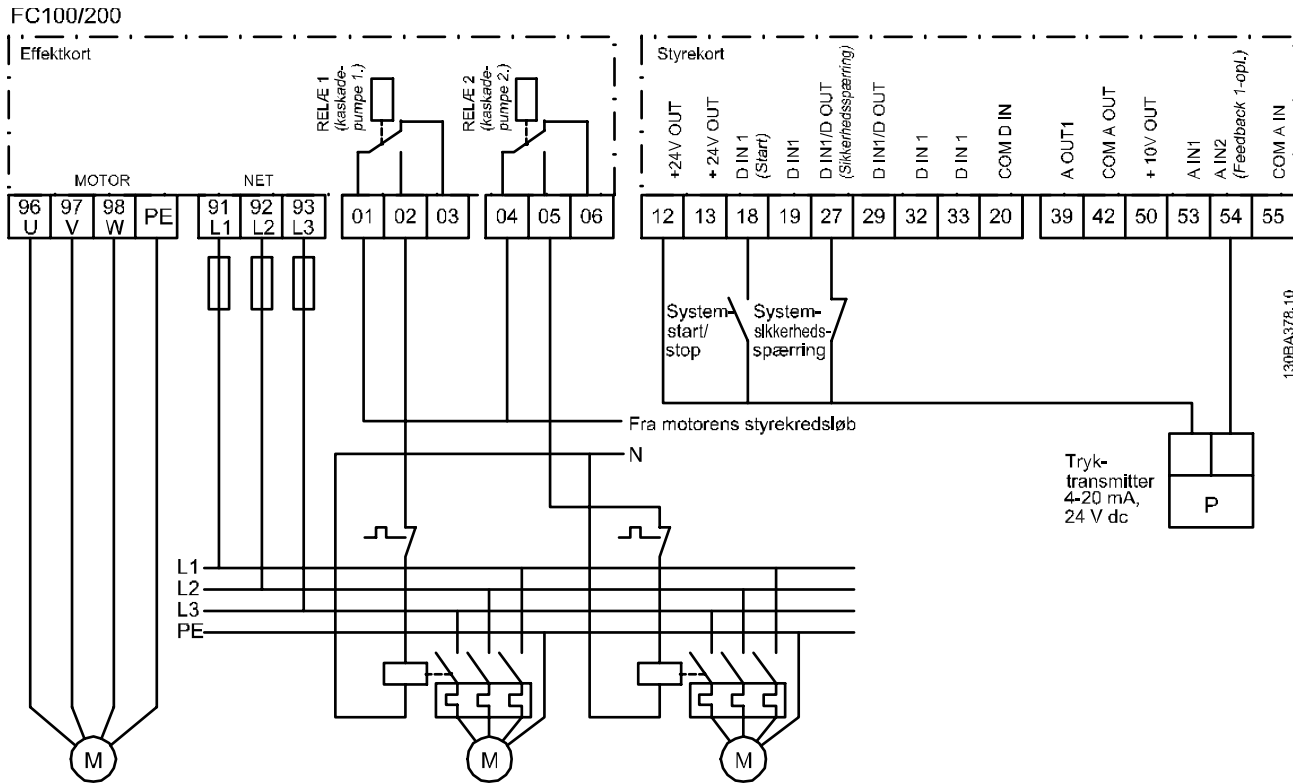 FC100/200
Effektkort
RELÆ 1
(kaskade-
pumpe 1.)
RELÆ 2
(kaskade-
pumpe 2.)
MOTOR
NET
96 97 98 PE
U V W
91 92 93
L1 L2 L3
01 02 03
04 05 06
Styrekort
+24V OUT
+ 24V OUT
D IN 1
(Start)
D IN1
D IN1/D OUT
(Sikkerhedsspærring)
D IN1/D OUT
D IN 1
D IN 1
COM D IN
A OUT1
COM A OUT
+ 10V OUT
A IN1
A IN2
(Feedback 1-opl.)
COM A IN
12 13 18 19 27 29 32 33 20
39 42 50 53 54 55
System-
start/
stop
System-
sikkerheds-
spærring
130BA378.10
Fra motorens styrekredsløb
N
Tryk-
transmitter
4-20 mA,
24 V dc
P
L1
L2
L3
PE
M
M
M